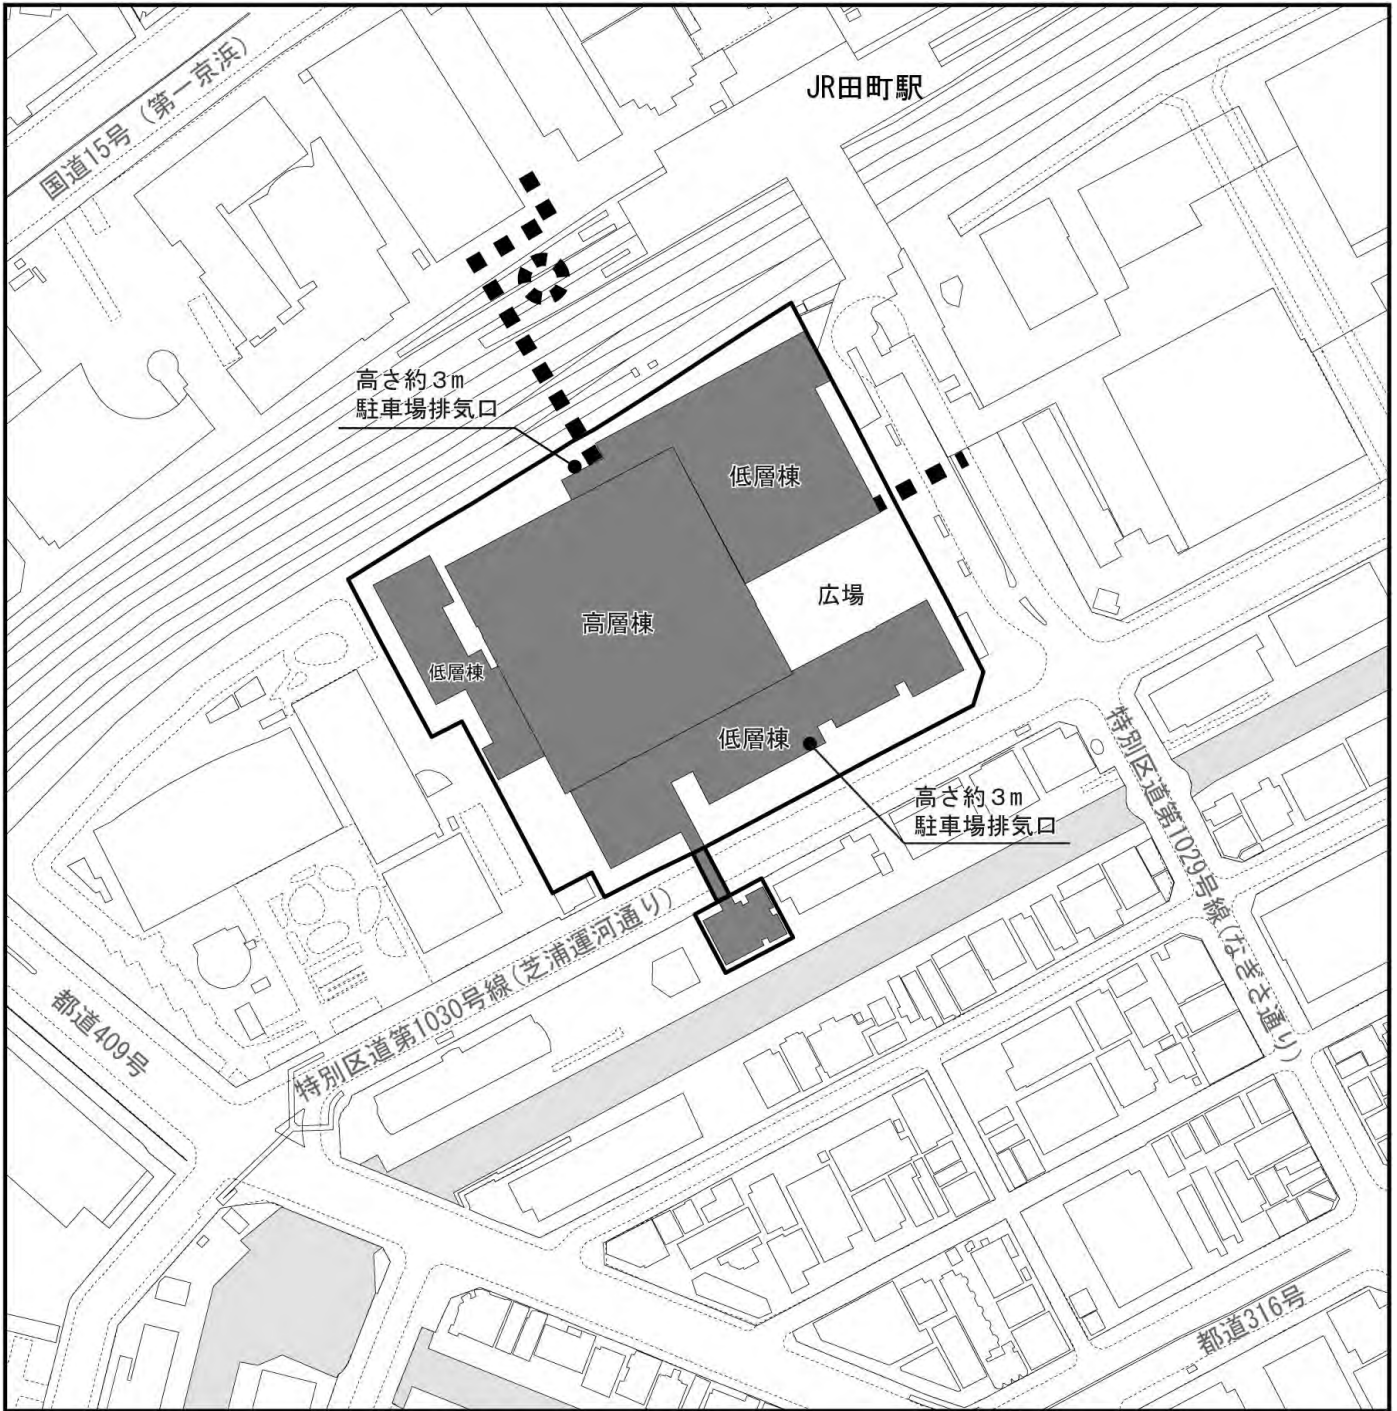 JR田町駅
国道15号（第一京浜）
高さ約3m
駐車場排気口
低層棟
広場
高層棟
低層棟
低層棟
高さ約3m
駐車場排気口
特別区道第1029号線(なぎさ通り)
特別区道第1030号線(芝浦運河通り)
都道409号
都道316号